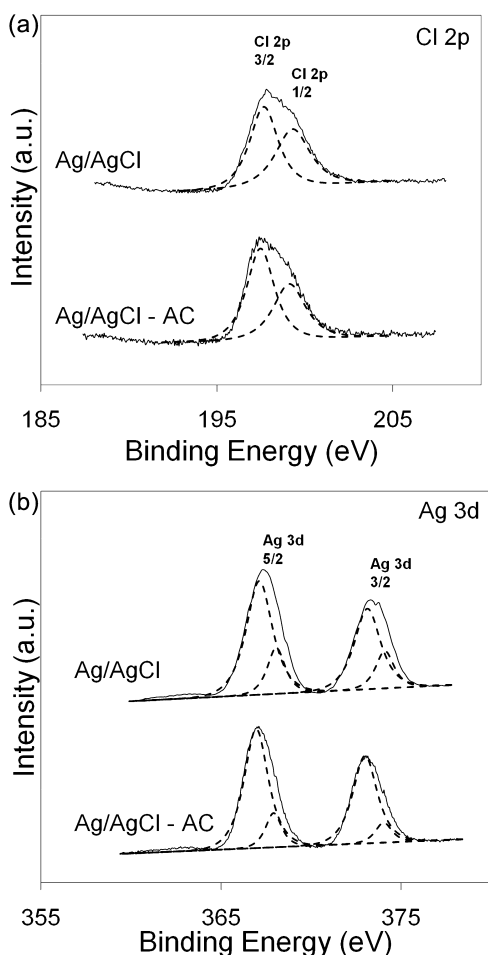 (a)
Cl 2p
Cl 2p
3/2
Cl 2p
1/2
Ag/AgCl
Ag/AgCl - AC
Intensity (a.u.)
185
195
205
Binding Energy (eV)
(b)
Ag 3d
Ag 3d
5/2
Ag 3d
3/2
Ag/AgCl
Ag/AgCl - AC
Intensity (a.u.)
355
365
375
Binding Energy (eV)